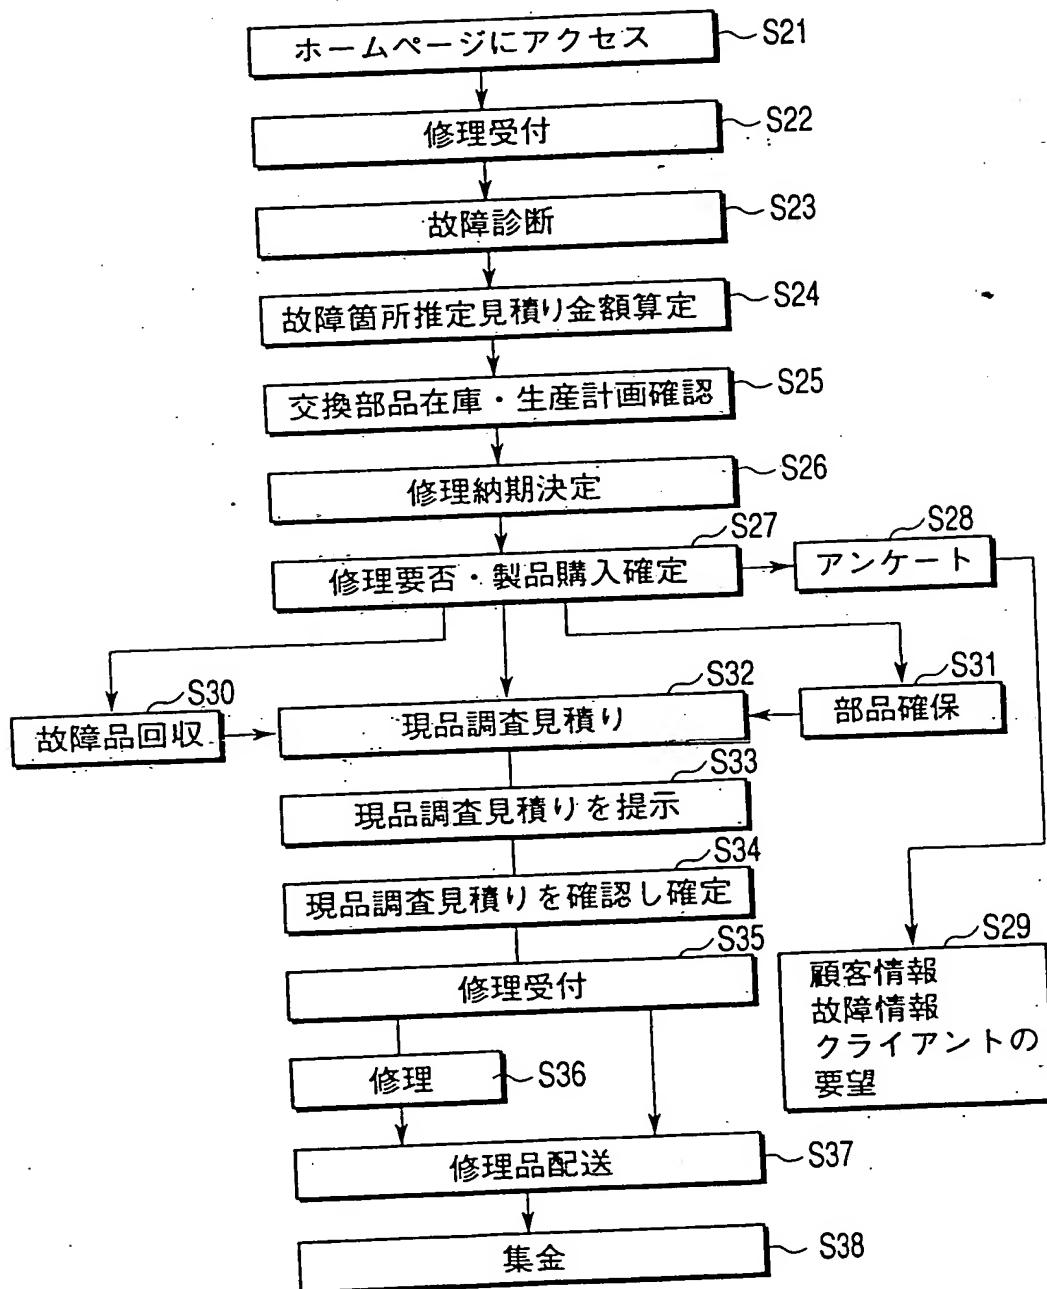 ホームページにアクセス
S21
修理受付
S22
故障診断
S23
故障箇所推定見積り金額算定
S24
交換部品在庫・生産計画確認
S25
修理納期決定
S26
修理要否・製品購入確定
S27
アンケート
S28
故障品回収
S30
現品調査見積り
S32
部品確保
S31
現品調査見積りを提示
S33
現品調査見積りを確認し確定
S34
修理受付
S35
顧客情報
故障情報
クライアントの
要望
S29
修理
S36
修理品配送
S37
集金
S38